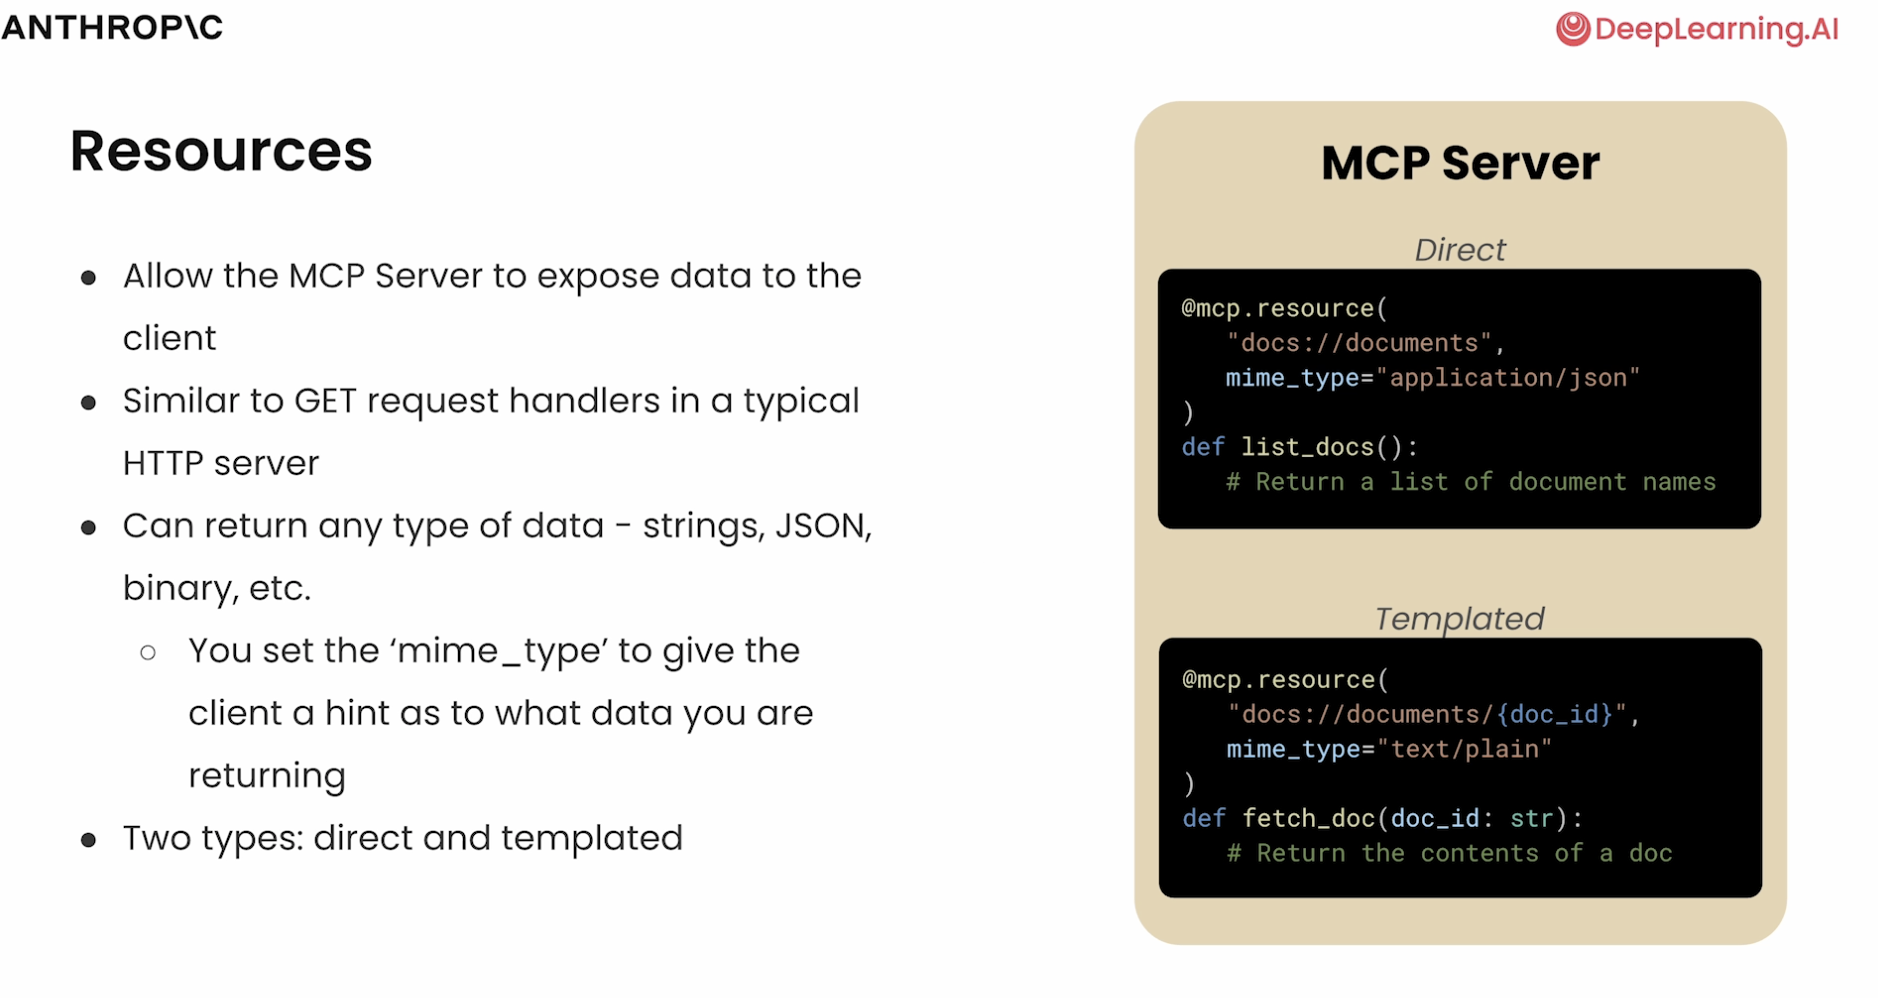 ANTHROP\C
DeepLearning.AI
Resources
● Allow the MCP Server to expose data to the
client
● Similar to GET request handlers in a typical
HTTP server
● Can return any type of data - strings, JSON,
binary, etc.
○ You set the ‘mime_type’ to give the
client a hint as to what data you are
returning
● Two types: direct and templated
MCP Server
Direct
@mcp.resource(
"docs://documents",
mime_type="application/json"
)
def list_docs():
# Return a list of document names
Templated
@mcp.resource(
"docs://documents/{doc_id}",
mime_type="text/plain"
)
def fetch_doc(doc_id: str):
# Return the contents of a doc